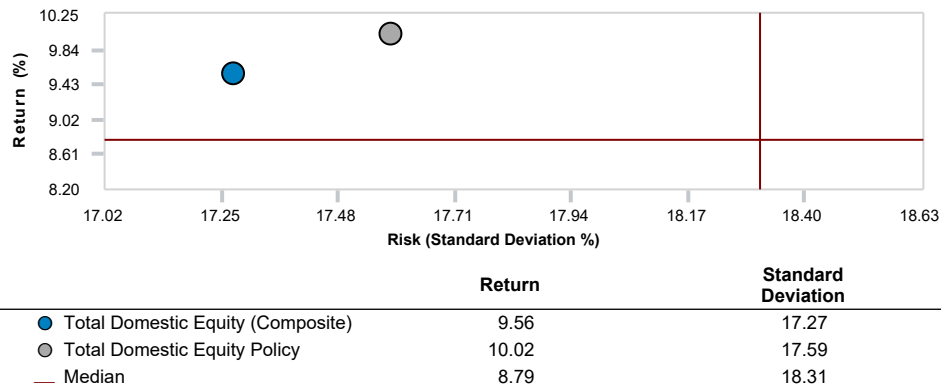 10.25
9.84
9.43
9.02
8.61
8.20
Return (%)
17.02 17.25 17.48 17.71 17.94 18.17 18.40 18.63
Risk (Standard Deviation %)
Return Standard Deviation
Total Domestic Equity (Composite) 9.56 17.27
Total Domestic Equity Policy 10.02 17.59
Median 8.79 18.31